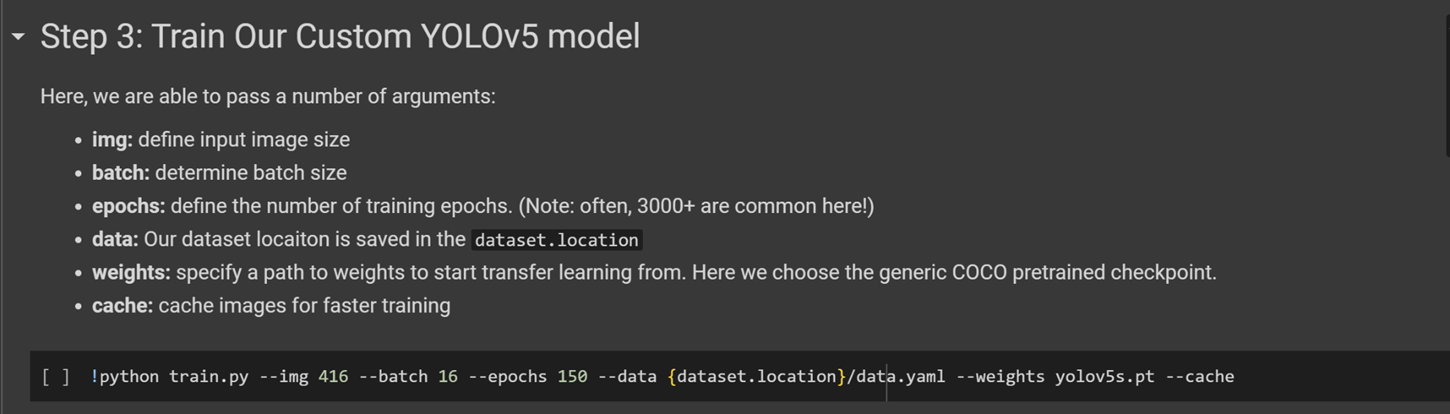 Step 3: Train Our Custom YOLOv5 model
Here, we are able to pass a number of arguments:
• img: define input image size
• batch: determine batch size
• epochs: define the number of training epochs. (Note: often, 3000+ are common here!)
• data: Our dataset locaiton is saved in the dataset.location
• weights: specify a path to weights to start transfer learning from. Here we choose the generic COCO pretrained checkpoint.
• cache: cache images for faster training
[ ] !python train.py --img 416 --batch 16 --epochs 150 --data {dataset.location}/data.yaml --weights yolov5s.pt --cache